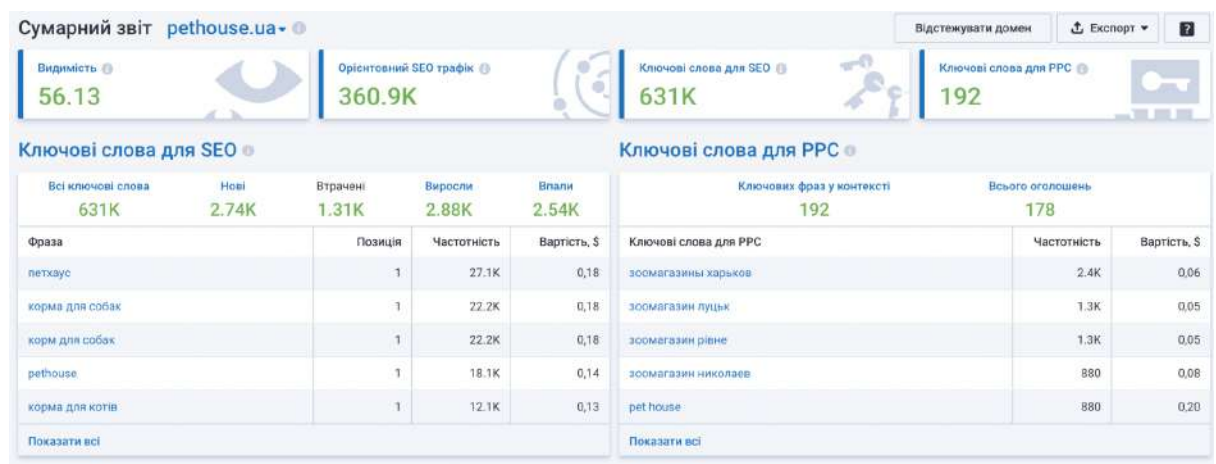 Сумарний звіт pethouse.ua
Відстежувати домен
Експорт
?
Видимість
56.13
Орієнтовний SEO трафік
360.9K
Ключові слова для SEO
631K
Ключові слова для PPC
192
Ключові слова для SEO
Всі ключові слова Нові Втрачені Виросли Впали
631K 2.74K 1.31K 2.88K 2.54K
Фраза Позиція Частотність Вартість, $
петхаус 1 27.1K 0,18
корма для собак 1 22.2K 0,18
корм для собак 1 22.2K 0,18
pethouse 1 18.1K 0,14
корма для котів 1 12.1K 0,13
Показати всі
Ключові слова для PPC
Ключових фраз у контексті Всього оголошень
192 178
Ключові слова для PPC Частотність Вартість, $
зоомагазины харьков 2.4K 0,06
зоомагазин луцьк 1.3K 0,05
зоомагазин рівне 1.3K 0,05
зоомагазин николаев 880 0,08
pet house 880 0,20
Показати всі